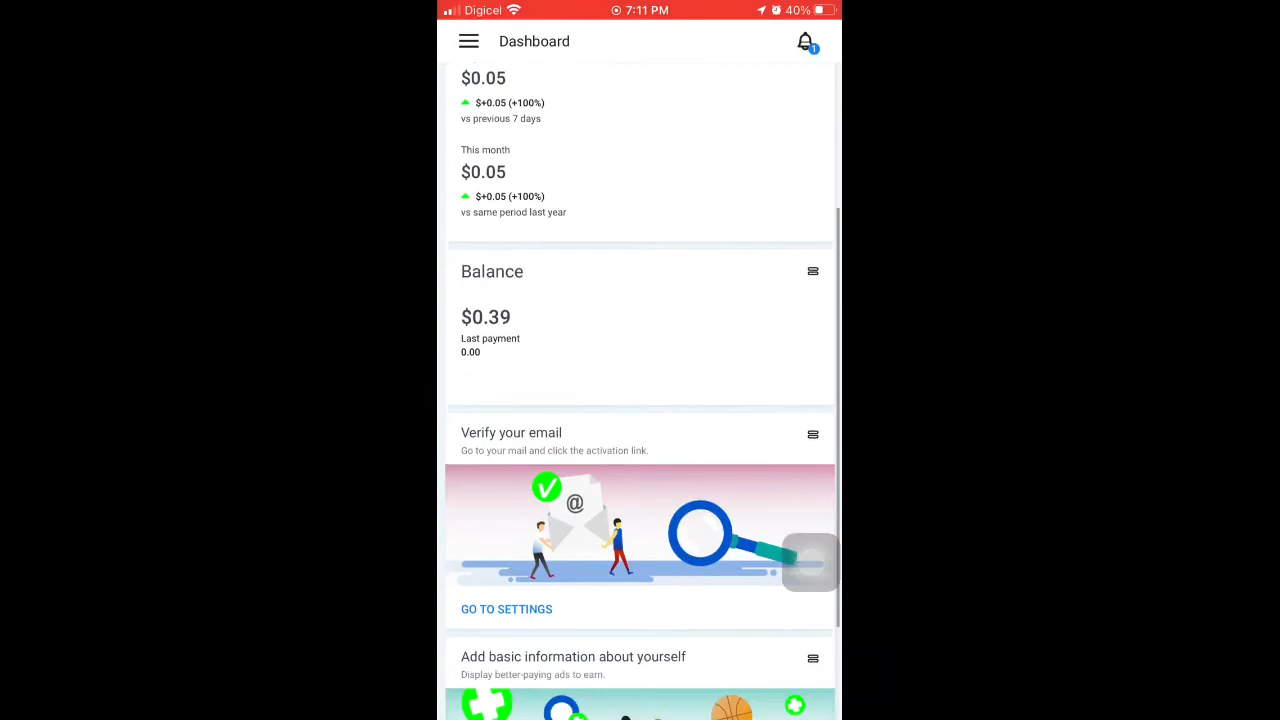 Digicel 7:11 PM 40%
Dashboard
1
$0.05
$+0.05 (+100%)
vs previous 7 days
This month
$0.05
$+0.05 (+100%)
vs same period last year
Balance
$0.39
Last payment
0.00
Verify your email
Go to your mail and click the activation link.
@
GO TO SETTINGS
Add basic information about yourself
Display better-paying ads to earn.